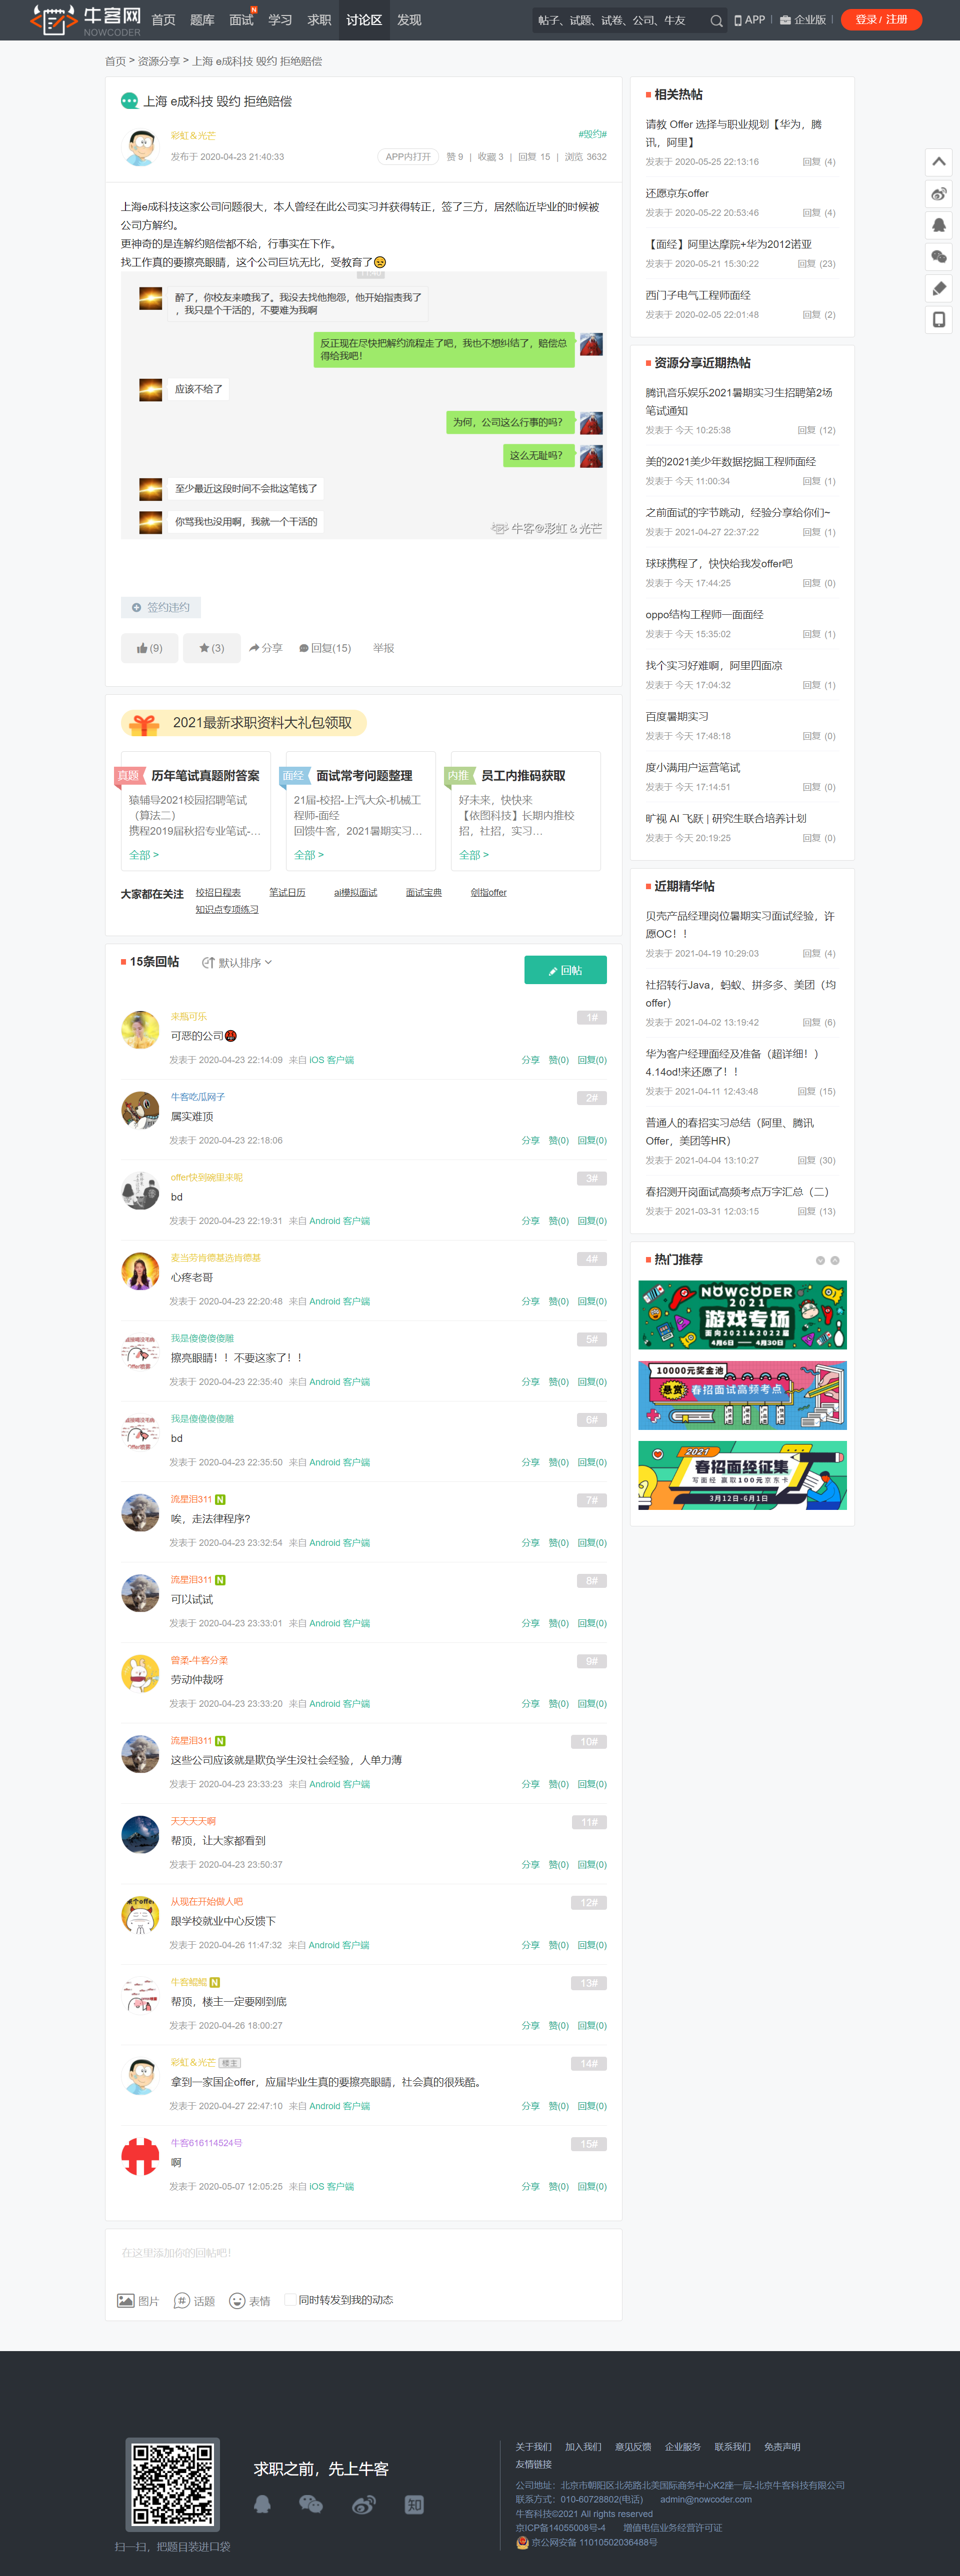 牛客网
NOWCODER
首页 题库 面试 学习 求职 讨论区 发现
N
帖子、试题、试卷、公司、牛友
APP
企业版
登录 / 注册
首页 > 资源分享 > 上海 e成科技 毁约 拒绝赔偿
上海 e成科技 毁约 拒绝赔偿
彩虹&光芒
#毁约#
发布于 2020-04-23 21:40:33
APP内打开 赞 9 | 收藏 3 | 回复 15 | 浏览 3632
上海e成科技这家公司问题很大，本人曾经在此公司实习并获得转正，签了三方，居然临近毕业的时候被
公司方解约。
更神奇的是连解约赔偿都不给，行事实在下作。
找工作真的要擦亮眼睛，这个公司巨坑无比，受教育了
醉了，你校友来喷我了。我没去找他抱怨，他开始指责我了
，我只是个干活的，不要难为我啊
反正现在尽快把解约流程走了吧，我也不想纠结了，赔偿总
得给我吧！
应该不给了
为何，公司这么行事的吗？
这么无耻吗？
至少最近这段时间不会批这笔钱了
你骂我也没用啊，我就一个干活的
牛客@彩虹&光芒
签约违约
(9)
(3)
分享
回复(15)
举报
2021最新求职资料大礼包领取
真题 历年笔试真题附答案
猿辅导2021校园招聘笔试
（算法二）
携程2019届秋招专业笔试-…
全部 >
面经 面试常考问题整理
21届-校招-上汽大众-机械工
程师-面经
回馈牛客，2021暑期实习…
全部 >
内推 员工内推码获取
好未来，快快来
【依图科技】长期内推校
招，社招，实习…
全部 >
大家都在关注 校招日程表 笔试日历 ai模拟面试 面试宝典 剑指offer
知识点专项练习
15条回帖
默认排序
回帖
来瓶可乐
1#
可恶的公司
发表于 2020-04-23 22:14:09 来自 iOS 客户端
分享 赞(0) 回复(0)
牛客吃瓜网子
2#
属实难顶
发表于 2020-04-23 22:18:06
分享 赞(0) 回复(0)
offer快到碗里来呢
3#
bd
发表于 2020-04-23 22:19:31 来自 Android 客户端
分享 赞(0) 回复(0)
麦当劳肯德基选肯德基
4#
心疼老哥
发表于 2020-04-23 22:20:48 来自 Android 客户端
分享 赞(0) 回复(0)
我是傻傻傻傻雕
5#
擦亮眼睛！！不要这家了！！
发表于 2020-04-23 22:35:40 来自 Android 客户端
分享 赞(0) 回复(0)
我是傻傻傻傻雕
6#
bd
发表于 2020-04-23 22:35:50 来自 Android 客户端
分享 赞(0) 回复(0)
流星泪311 N
7#
唉，走法律程序?
发表于 2020-04-23 23:32:54 来自 Android 客户端
分享 赞(0) 回复(0)
流星泪311 N
8#
可以试试
发表于 2020-04-23 23:33:01 来自 Android 客户端
分享 赞(0) 回复(0)
曾柔-牛客分柔
9#
劳动仲裁呀
发表于 2020-04-23 23:33:20 来自 Android 客户端
分享 赞(0) 回复(0)
流星泪311 N
10#
这些公司应该就是欺负学生没社会经验，人单力薄
发表于 2020-04-23 23:33:23 来自 Android 客户端
分享 赞(0) 回复(0)
天天天天啊
11#
帮顶，让大家都看到
发表于 2020-04-23 23:50:37
分享 赞(0) 回复(0)
从现在开始做人吧
12#
跟学校就业中心反馈下
发表于 2020-04-26 11:47:32 来自 Android 客户端
分享 赞(0) 回复(0)
牛客鲲鲲 N
13#
帮顶，楼主一定要刚到底
发表于 2020-04-26 18:00:27
分享 赞(0) 回复(0)
彩虹&光芒 楼主
14#
拿到一家国企offer，应届毕业生真的要擦亮眼睛，社会真的很残酷。
发表于 2020-04-27 22:47:10 来自 Android 客户端
分享 赞(0) 回复(0)
牛客616114524号
15#
啊
发表于 2020-05-07 12:05:25 来自 iOS 客户端
分享 赞(0) 回复(0)
在这里添加你的回帖吧！
图片 话题 表情 同时转发到我的动态
相关热帖
请教 Offer 选择与职业规划【华为，腾
讯，阿里】
发表于 2020-05-25 22:13:16 回复 (4)
还愿京东offer
发表于 2020-05-22 20:53:46 回复 (4)
【面经】阿里达摩院+华为2012诺亚
发表于 2020-05-21 15:30:22 回复 (23)
西门子电气工程师面经
发表于 2020-02-05 22:01:48 回复 (2)
资源分享近期热帖
腾讯音乐娱乐2021暑期实习生招聘第2场
笔试通知
发表于 今天 10:25:38 回复 (12)
美的2021美少年数据挖掘工程师面经
发表于 今天 11:00:34 回复 (1)
之前面试的字节跳动，经验分享给你们~
发表于 2021-04-27 22:37:22 回复 (1)
球球携程了，快快给我发offer吧
发表于 今天 17:44:25 回复 (0)
oppo结构工程师一面面经
发表于 今天 15:35:02 回复 (1)
找个实习好难啊，阿里四面凉
发表于 今天 17:04:32 回复 (1)
百度暑期实习
发表于 今天 17:48:18 回复 (0)
度小满用户运营笔试
发表于 今天 17:14:51 回复 (0)
旷视 AI 飞跃 | 研究生联合培养计划
发表于 今天 20:19:25 回复 (0)
近期精华帖
贝壳产品经理岗位暑期实习面试经验，许
愿OC！！
发表于 2021-04-19 10:29:03 回复 (4)
社招转行Java，蚂蚁、拼多多、美团（均
offer）
发表于 2021-04-02 13:19:42 回复 (6)
华为客户经理面经及准备（超详细！）
4.14od!来还愿了！！
发表于 2021-04-11 12:43:48 回复 (15)
普通人的春招实习总结（阿里、腾讯
Offer，美团等HR）
发表于 2021-04-04 13:10:27 回复 (30)
春招测开岗面试高频考点万字汇总（二）
发表于 2021-03-31 12:03:15 回复 (13)
热门推荐
NOWCODER
2021
游戏专场
面向2021&2022届
4月6日 —— 4月30日
10000元奖金池
悬赏 春招面试高频考点
2021
春招面经征集
写面经 赢取100元京东卡
3月12日-6月1日
扫一扫，把题目装进口袋
求职之前，先上牛客
知
关于我们 加入我们 意见反馈 企业服务 联系我们 免责声明
友情链接
公司地址：北京市朝阳区北苑路北美国际商务中心K2座一层-北京牛客科技有限公司
联系方式：010-60728802(电话) admin@nowcoder.com
牛客科技©2021 All rights reserved
京ICP备14055008号-4 增值电信业务经营许可证
京公网安备 11010502036488号